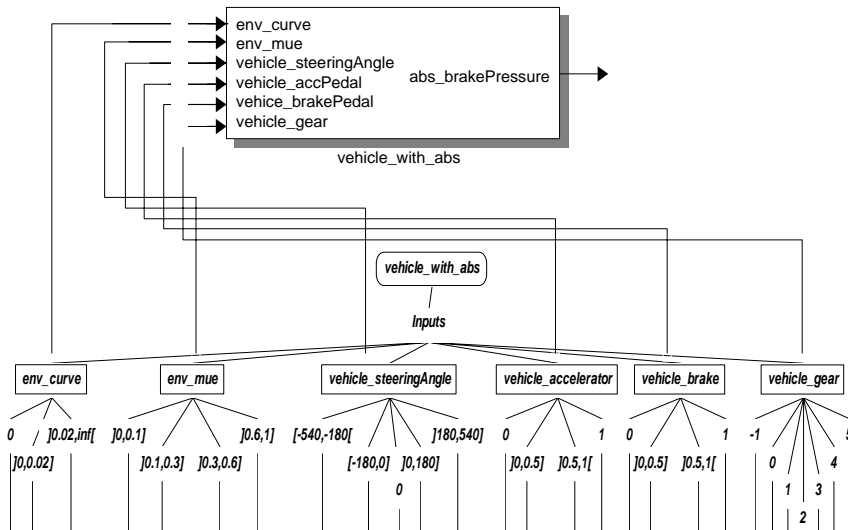 env_curve
env_mue
vehicle_steeringAngle
vehicle_accPedal
abs_brakePressure
vehice_brakePedal
vehicle_gear
vehicle_with_abs
vehicle_with_abs
Inputs
env_curve env_mue vehicle_steeringAngle vehicle_accelerator vehicle_brake vehicle_gear
0 ]0.02,inf[ ]0,0.1] ]0.6,1] [-540,-180[ ]180,540] 0 1 0 1 -1 5
]0,0.02] ]0.1,0.3] ]0.3,0.6] [-180,0[ ]0,180] ]0,0.5] ]0.5,1[ ]0,0.5] ]0.5,1[ 0 4
0 1 3
2